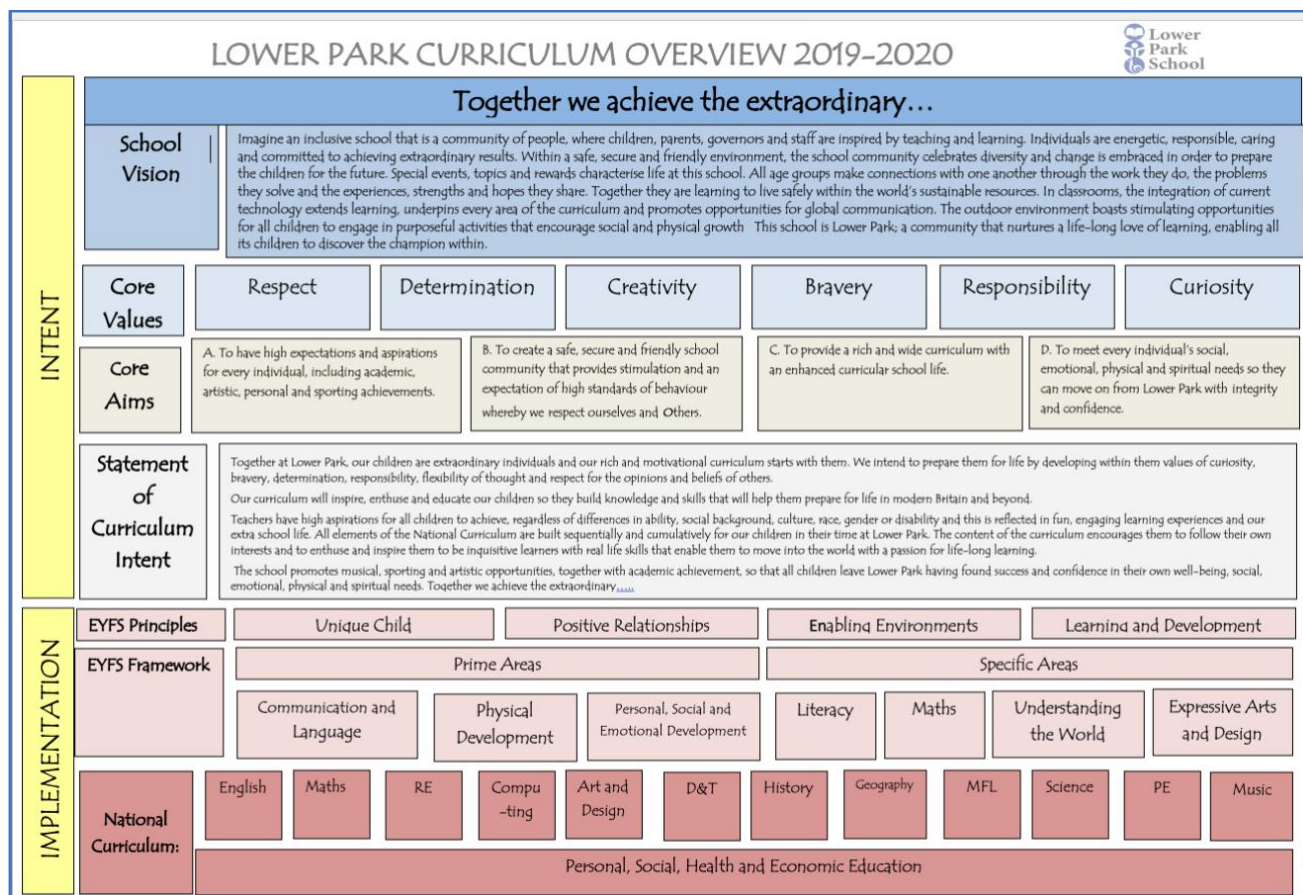 LOWER PARK CURRICULUM OVERVIEW 2019-2020
Lower
Park
School
INTENT
Together we achieve the extraordinary…
School
Vision
Imagine an inclusive school that is a community of people, where children, parents, governors and staff are inspired by teaching and learning. Individuals are energetic, responsible, caring
and committed to achieving extraordinary results. Within a safe, secure and friendly environment, the school community celebrates diversity and change is embraced in order to prepare
the children for the future. Special events, topics and rewards characterise life at this school. All age groups make connections with one another through the work they do, the problems
they solve and the experiences, strengths and hopes they share. Together they are learning to live safely within the world's sustainable resources. In classrooms, the integration of current
technology extends learning, underpins every area of the curriculum and promotes opportunities for global communication. The outdoor environment boasts stimulating opportunities
for all children to engage in purposeful activities that encourage social and physical growth This school is Lower Park; a community that nurtures a life-long love of learning, enabling all
its children to discover the champion within.
Core
Values
Respect
Determination
Creativity
Bravery
Responsibility
Curiosity
Core
Aims
A. To have high expectations and aspirations
for every individual, including academic,
artistic, personal and sporting achievements.
B. To create a safe, secure and friendly school
community that provides stimulation and an
expectation of high standards of behaviour
whereby we respect ourselves and Others.
C. To provide a rich and wide curriculum with
an enhanced curricular school life.
D. To meet every individual's social,
emotional, physical and spiritual needs so they
can move on from Lower Park with integrity
and confidence.
Statement
of
Curriculum
Intent
Together at Lower Park, our children are extraordinary individuals and our rich and motivational curriculum starts with them. We intend to prepare them for life by developing within them values of curiosity,
bravery, determination, responsibility, flexibility of thought and respect for the opinions and beliefs of others.
Our curriculum will inspire, enthuse and educate our children so they build knowledge and skills that will help them prepare for life in modern Britain and beyond.
Teachers have high aspirations for all children to achieve, regardless of differences in ability, social background, culture, race, gender or disability and this is reflected in fun, engaging learning experiences and our
extra school life. All elements of the National Curriculum are built sequentially and cumulatively for our children in their time at Lower Park. The content of the curriculum encourages them to follow their own
interests and to enthuse and inspire them to be inquisitive learners with real life skills that enable them to move into the world with a passion for life-long learning.
The school promotes musical, sporting and artistic opportunities, together with academic achievement, so that all children leave Lower Park having found success and confidence in their own well-being, social,
emotional, physical and spiritual needs. Together we achieve the extraordinary.....
IMPLEMENTATION
EYFS Principles
Unique Child
Positive Relationships
Enabling Environments
Learning and Development
EYFS Framework
Prime Areas
Specific Areas
Communication and
Language
Physical
Development
Personal, Social and
Emotional Development
Literacy
Maths
Understanding
the World
Expressive Arts
and Design
National
Curriculum:
English
Maths
RE
Compu
-ting
Art and
Design
D&T
History
Geography
MFL
Science
PE
Music
Personal, Social, Health and Economic Education